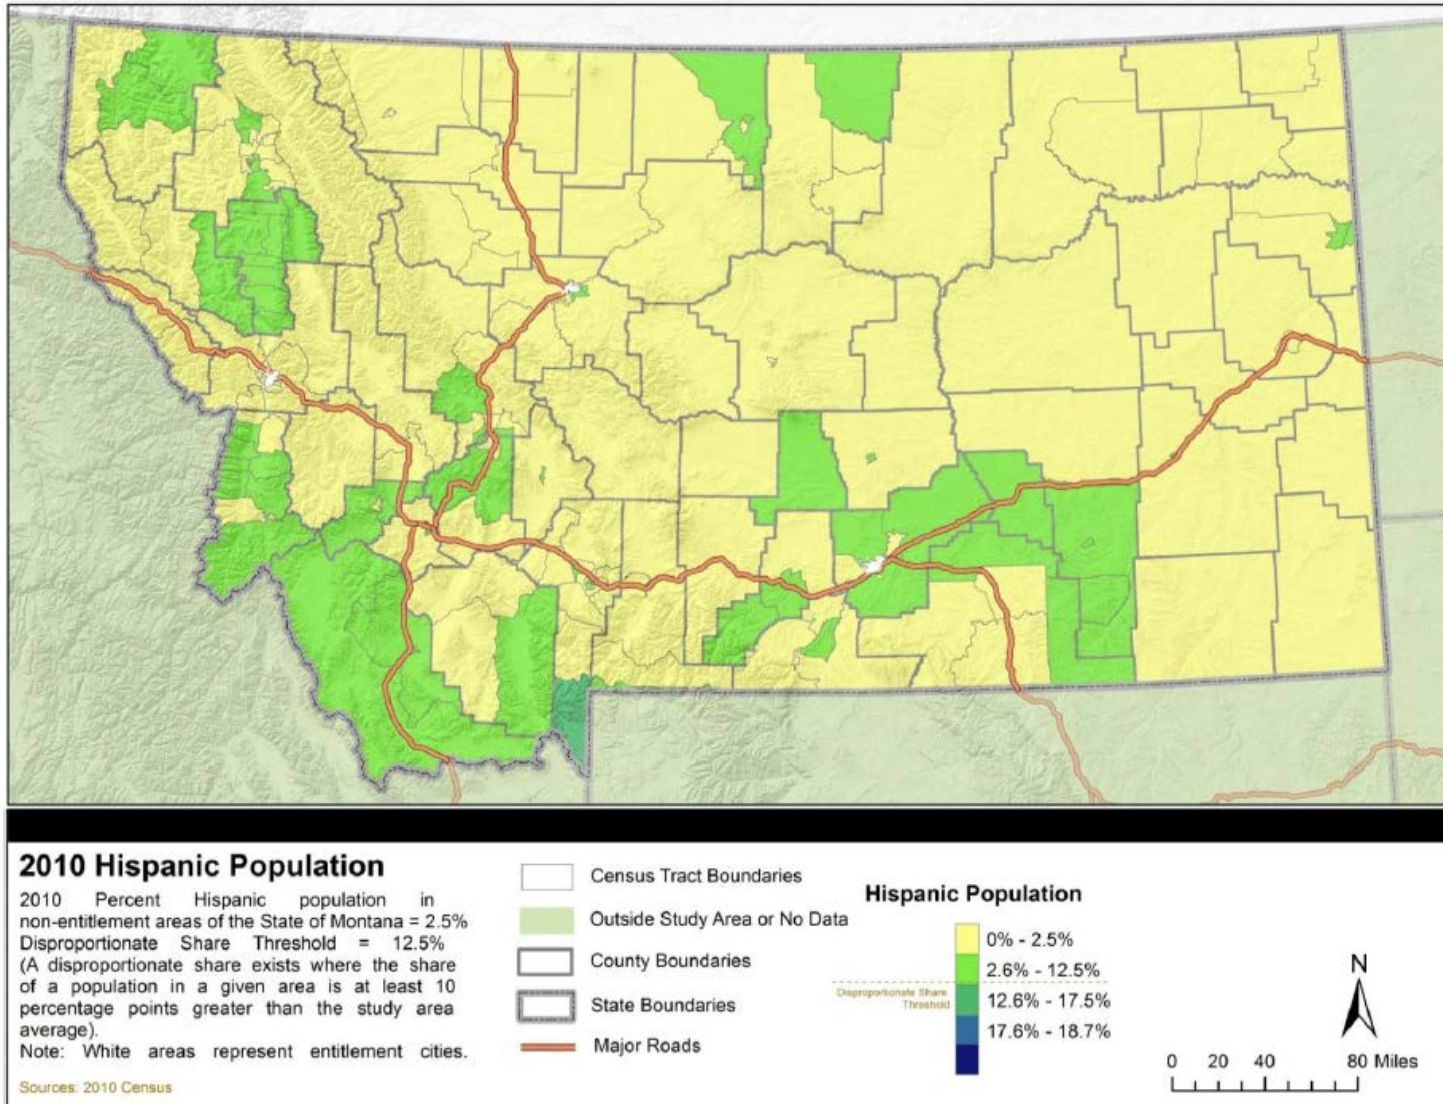 2010 Hispanic Population
2010 Percent Hispanic population in
non-entitlement areas of the State of Montana = 2.5%
Disproportionate Share Threshold = 12.5%
(A disproportionate share exists where the share
of a population in a given area is at least 10
percentage points greater than the study area
average).
Note: White areas represent entitlement cities.
Sources: 2010 Census
Census Tract Boundaries
Outside Study Area or No Data
County Boundaries
State Boundaries
Major Roads
Hispanic Population
0% - 2.5%
2.6% - 12.5%
Disproportionate Share
Threshold
12.6% - 17.5%
17.6% - 18.7%
N
0 20 40 80 Miles